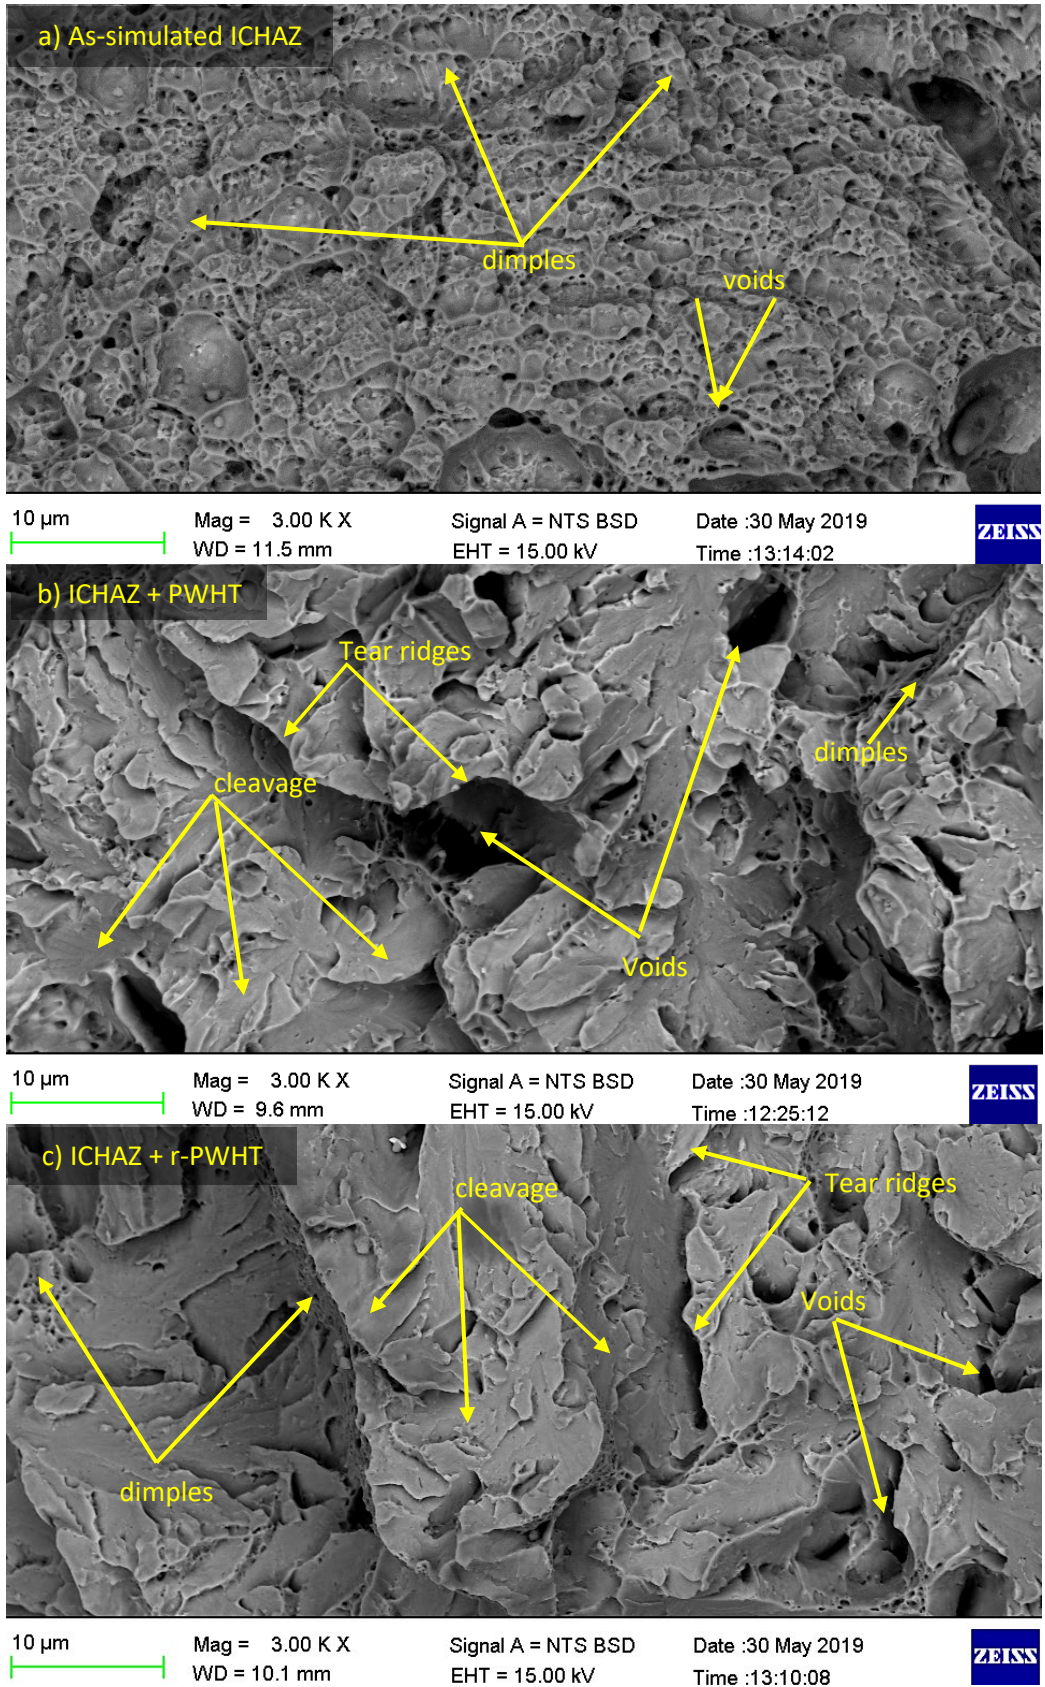 a) As-simulated ICHAZ
dimples
voids
10 µm
Mag = 3.00 K X
WD = 11.5 mm
Signal A = NTS BSD
EHT = 15.00 kV
Date :30 May 2019
Time :13:14:02
ZEISS
b) ICHAZ + PWHT
Tear ridges
dimples
cleavage
Voids
10 µm
Mag = 3.00 K X
WD = 9.6 mm
Signal A = NTS BSD
EHT = 15.00 kV
Date :30 May 2019
Time :12:25:12
ZEISS
c) ICHAZ + r-PWHT
cleavage
Tear ridges
Voids
dimples
10 µm
Mag = 3.00 K X
WD = 10.1 mm
Signal A = NTS BSD
EHT = 15.00 kV
Date :30 May 2019
Time :13:10:08
ZEISS